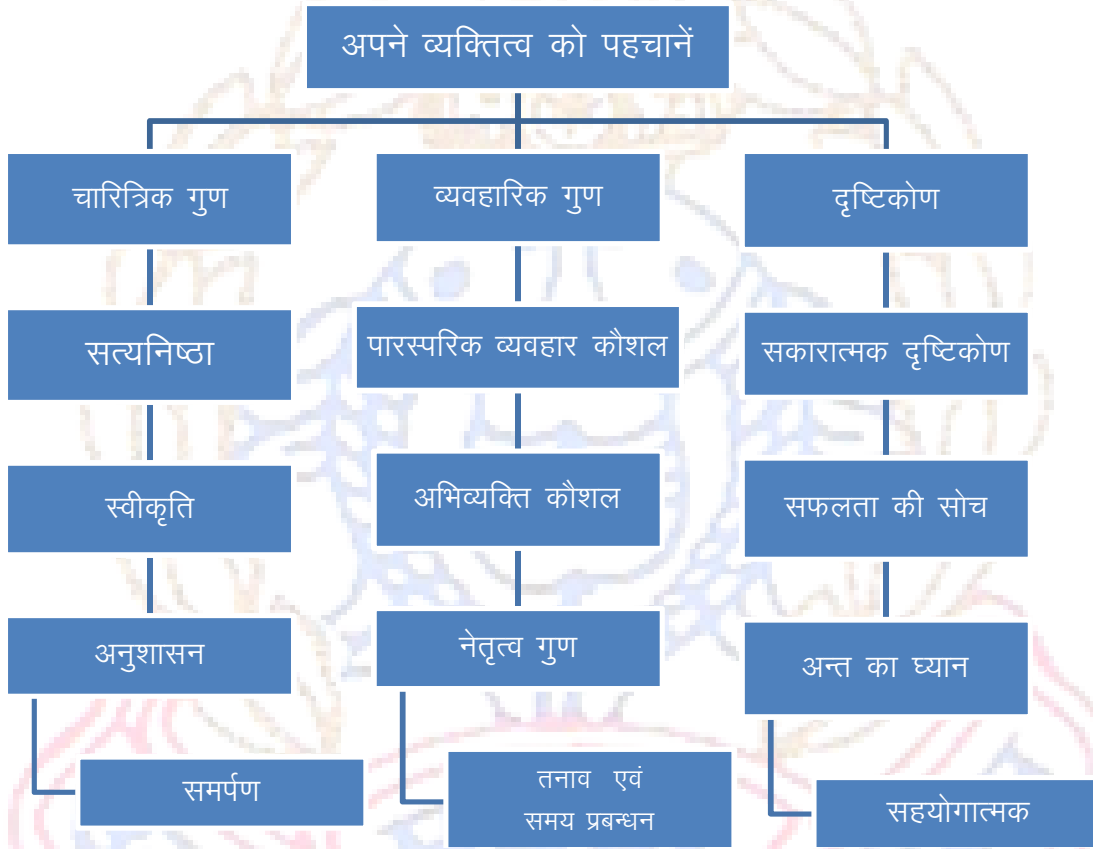 अपने व्यक्तित्व को पहचानें
चारित्रिक गुण
व्यवहारिक गुण
दृष्टिकोण
सत्यनिष्ठा
पारस्परिक व्यवहार कौशल
सकारात्मक दृष्टिकोण
स्वीकृति
अभिव्यक्ति कौशल
सफलता की सोच
अनुशासन
नेतृत्व गुण
अन्त का घ्यान
समर्पण
तनाव एवं
समय प्रबन्धन
सहयोगात्मक